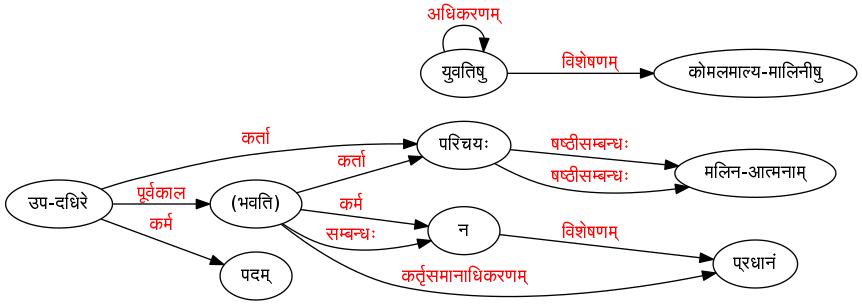 अधिकरणम्
युवतिषु
विशेषणम्
कोमलमाल्य-मालिनीषु
कर्ता
परिचयः
षष्ठीसम्बन्धः
षष्ठीसम्बन्धः
मलिन-आत्मनाम्
कर्ता
उप-दधिरे
पूर्वकाल
(भवति)
कर्म
कर्म
सम्बन्धः
न
विशेषणम्
प्रधानं
पदम्
कर्तृसमानाधिकरणम्